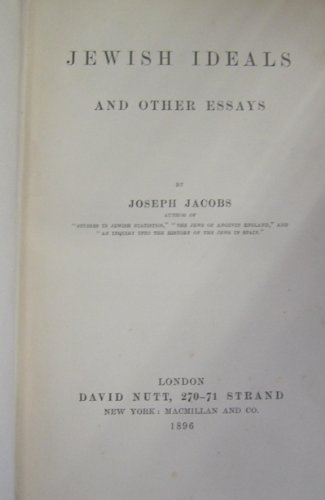 JEWISH IDEALS
AND OTHER ESSAYS
BY
JOSEPH JACOBS
AUTHOR OF
"STUDIES IN JEWISH STATISTICS," "THE JEWS OF ANGEVIN ENGLAND," AND
"AN INQUIRY INTO THE HISTORY OF THE JEWS IN SPAIN."
LONDON
DAVID NUTT, 270–71 STRAND
NEW YORK: MACMILLAN AND CO.
1896